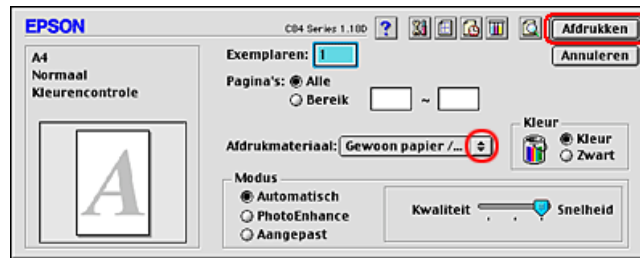 EPSON
C84 Series 1.10D
?
Afdrukken
Annuleren
A4
Normaal
Kleurencontrole
A
Exemplaren: 1
Pagina's: Alle
Bereik
~
Afdrukmateriaal: Gewoon papier /...
Kleur
Kleur
Zwart
Modus
Automatisch
PhotoEnhance
Aangepast
Kwaliteit
Snelheid